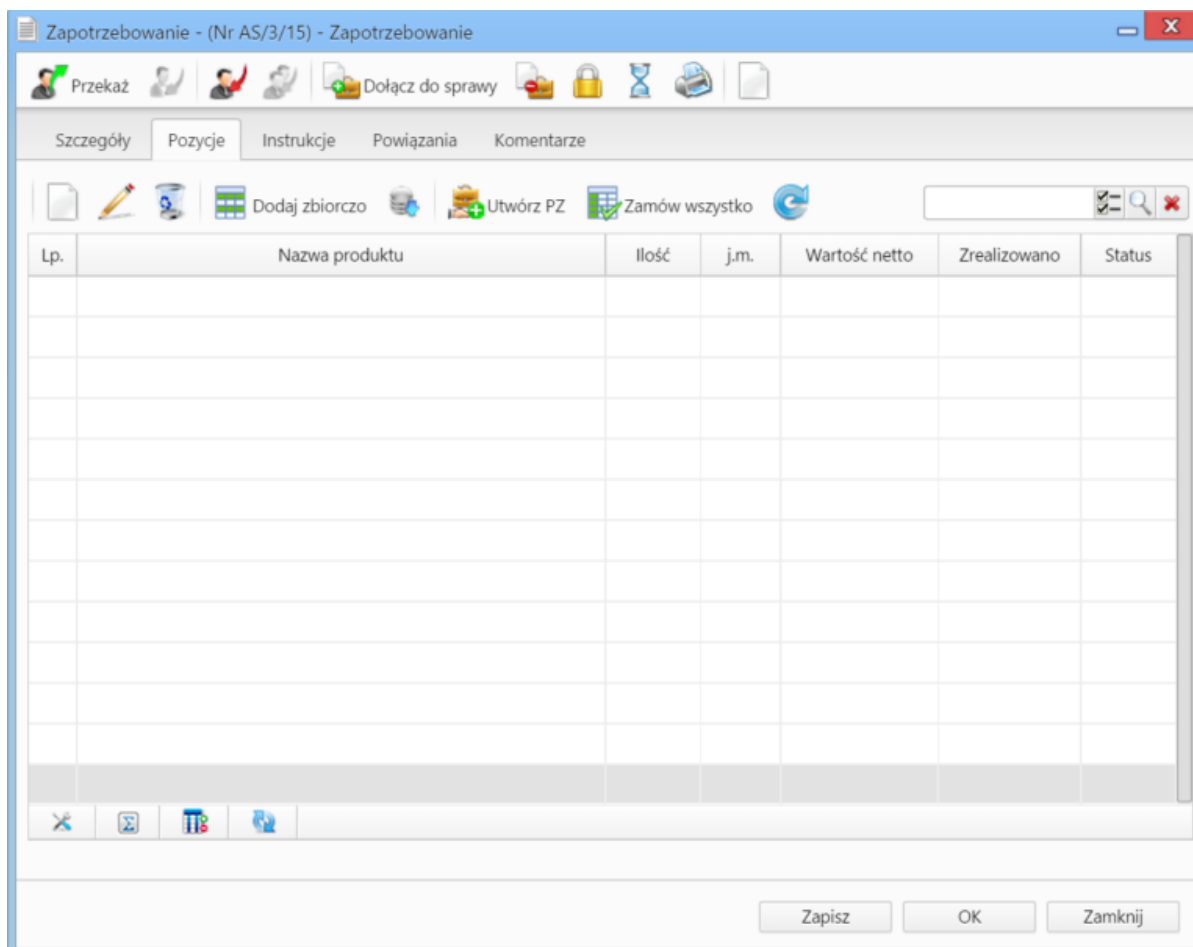 Zapotrzebowanie - (Nr AS/3/15) - Zapotrzebowanie
Przekaż Dołącz do sprawy
Szczegóły Pozycje Instrukcje Powiązania Komentarze
Dodaj zbiorczo Utwórz PZ Zamów wszystko
Lp. Nazwa produktu Ilość j.m. Wartość netto Zrealizowano Status
Zapisz OK Zamknij